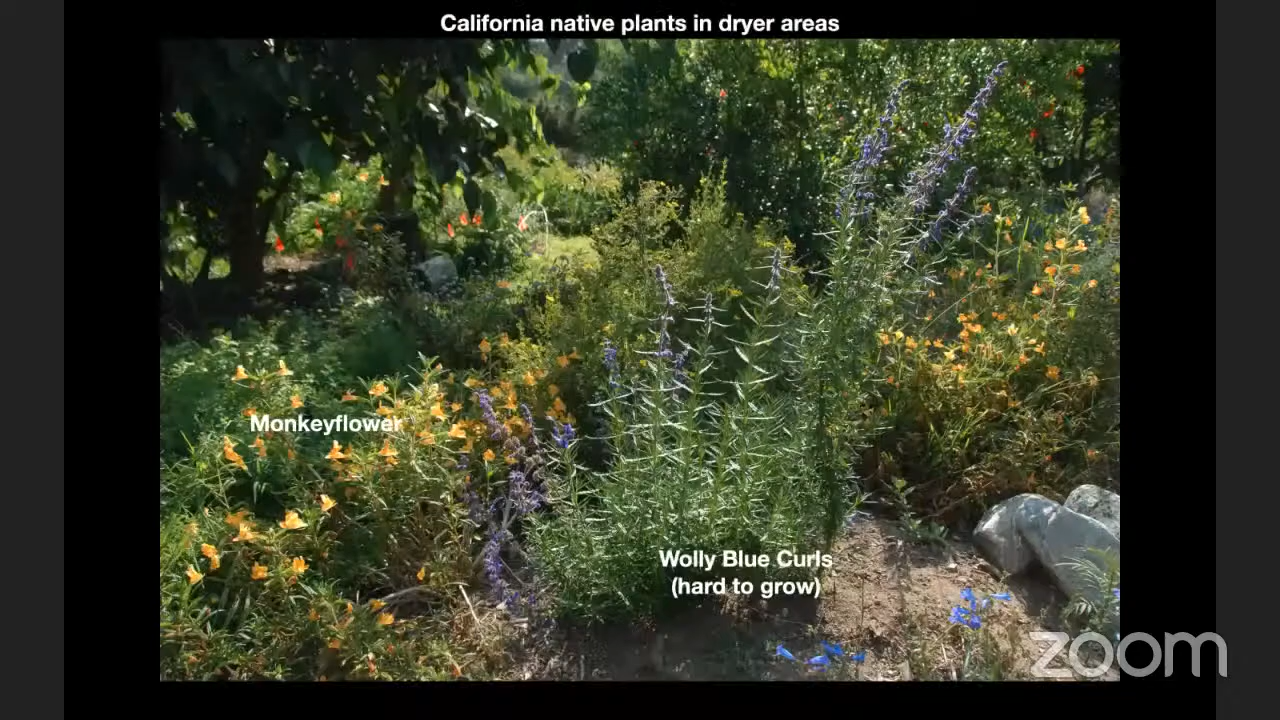 California native plants in dryer areas
Monkeyflower
Wolly Blue Curls
(hard to grow)
zoom